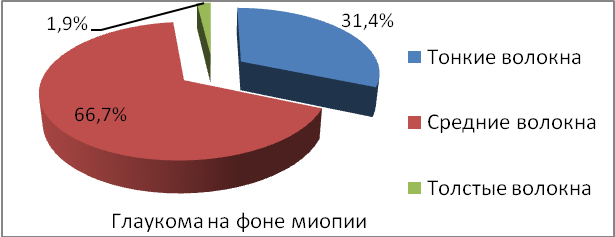 1,9%
31,4%
66,7%
Тонкие волокна
Средние волокна
Толстые волокна
Глаукома на фоне миопии